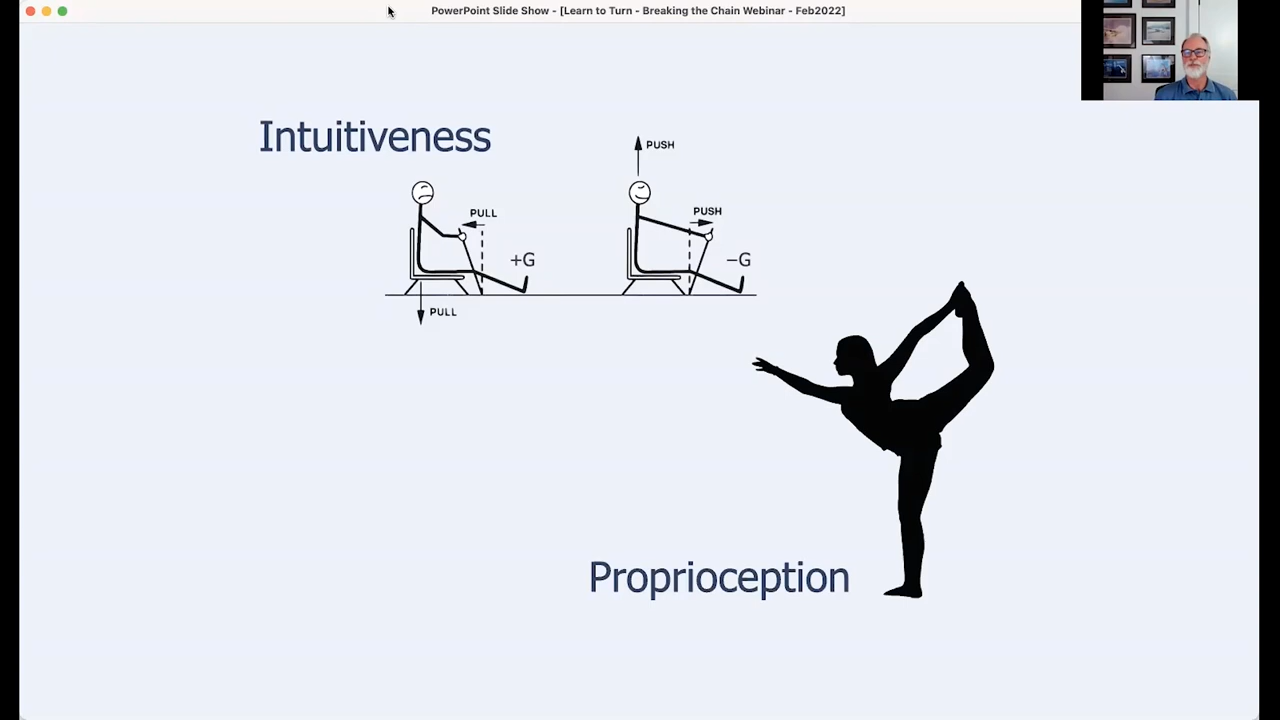 PowerPoint Slide Show - [Learn to Turn - Breaking the Chain Webinar - Feb2022]
Intuitiveness
PUSH
PULL
PUSH
+G
−G
PULL
Proprioception